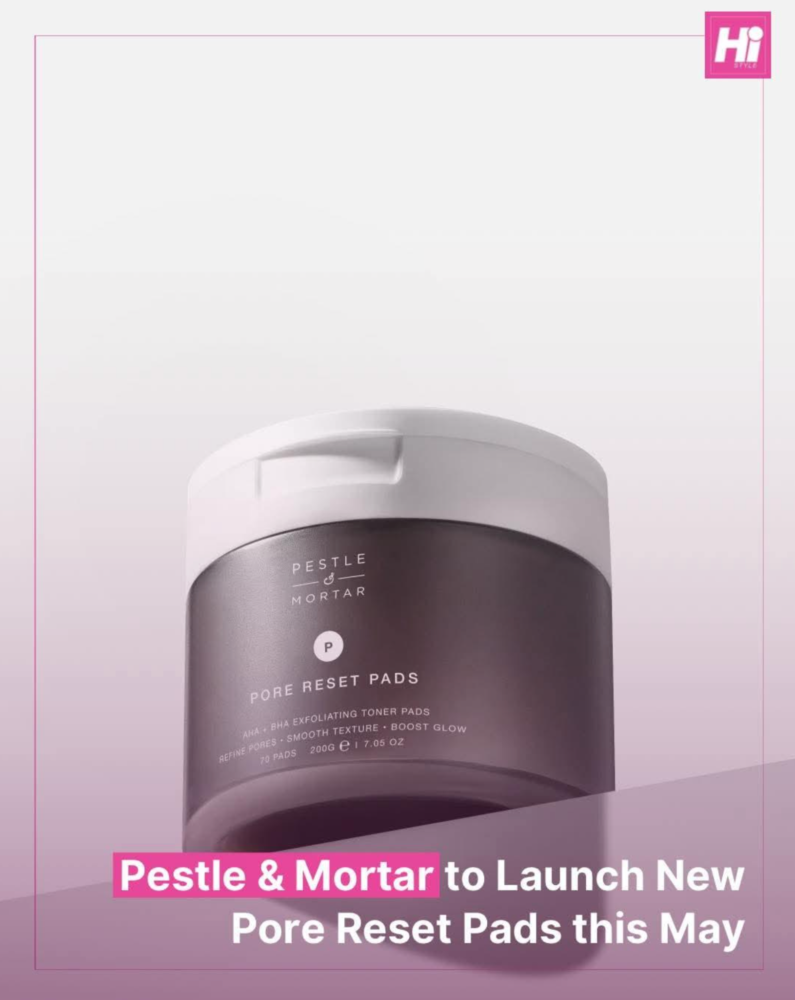 Hi
STYLE
PESTLE
&
MORTAR
P
PORE RESET PADS
AHA + BHA EXFOLIATING TONER PADS
REFINE PORES • SMOOTH TEXTURE • BOOST GLOW
70 PADS 200G ℮ | 7.05 OZ
Pestle & Mortar to Launch New
Pore Reset Pads this May